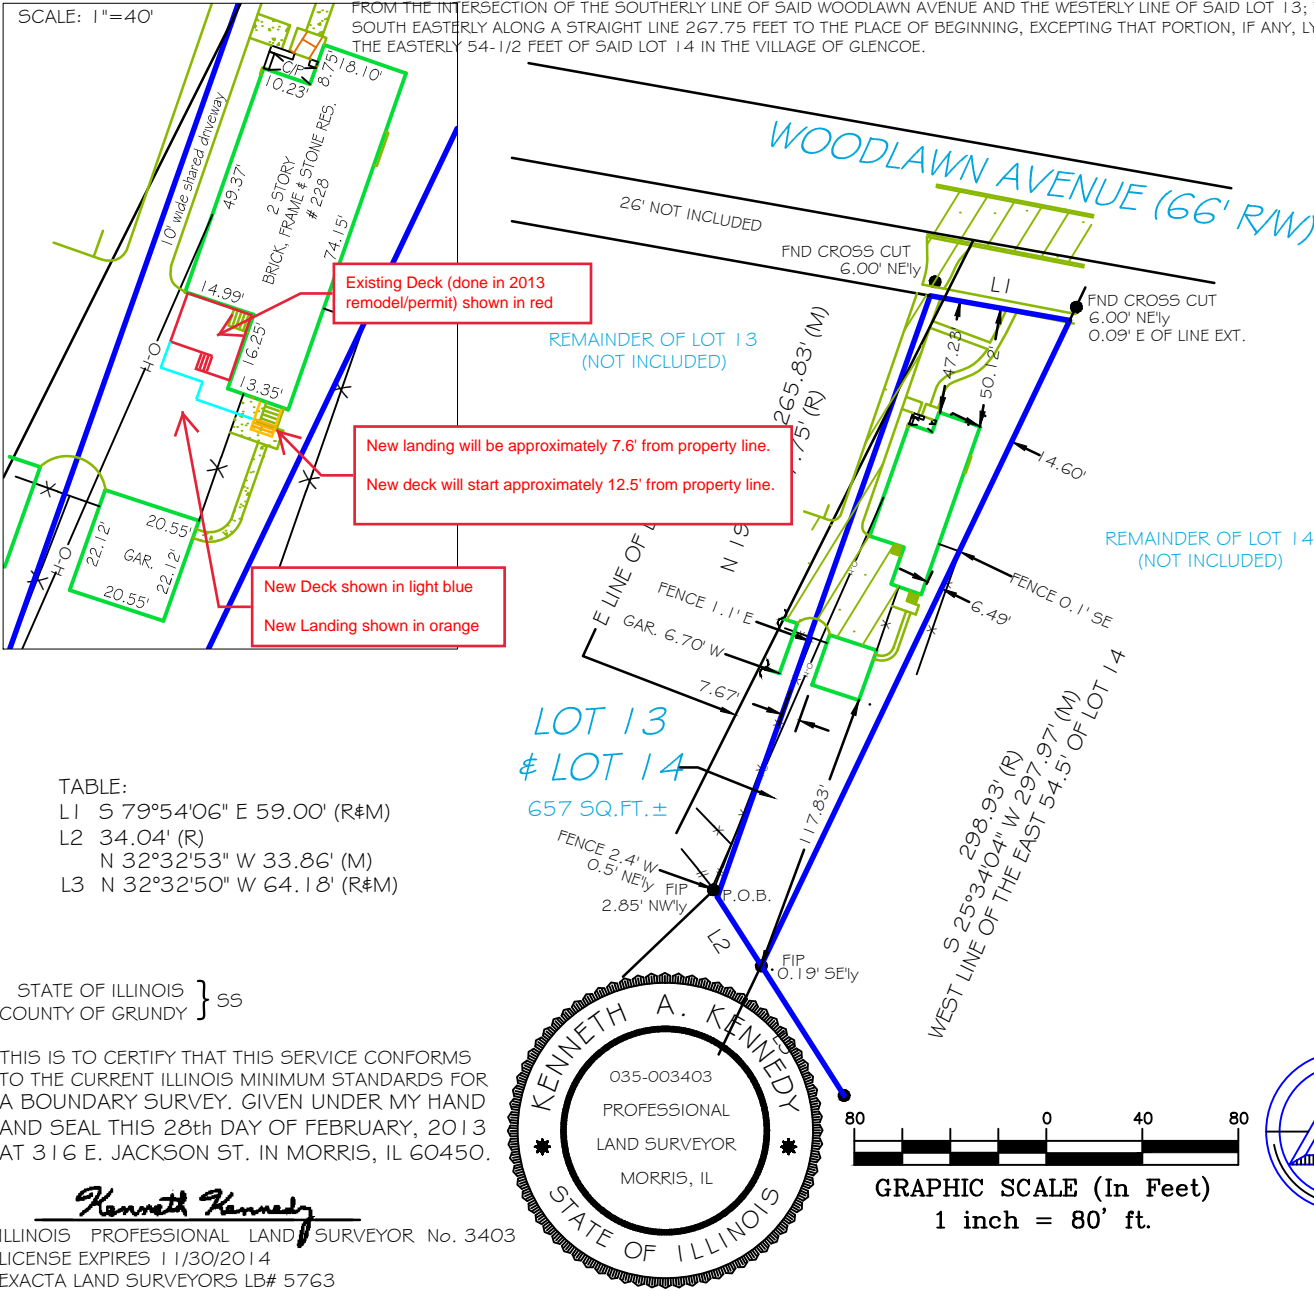 SCALE: 1"=40'
FROM THE INTERSECTION OF THE SOUTHERLY LINE OF SAID WOODLAWN AVENUE AND THE WESTERLY LINE OF SAID LOT 13;
SOUTH EASTERLY ALONG A STRAIGHT LINE 267.75 FEET TO THE PLACE OF BEGINNING, EXCEPTING THAT PORTION, IF ANY, LY
THE EASTERLY 54-1/2 FEET OF SAID LOT 14 IN THE VILLAGE OF GLENCOE.
C/P
8.75'
18.10'
10.23'
10' wide shared driveway
49.37'
2 STORY
BRICK, FRAME & STONE RES.
# 228
74.15'
14.99'
16.25'
13.35'
O-H
O-H
20.55'
22.12'
GAR.
22.12'
20.55'
Existing Deck (done in 2013
remodel/permit) shown in red
New landing will be approximately 7.6' from property line.
New deck will start approximately 12.5' from property line.
New Deck shown in light blue
New Landing shown in orange
WOODLAWN AVENUE (66' R/W)
26' NOT INCLUDED
FND CROSS CUT
6.00' NE'ly
L1
FND CROSS CUT
6.00' NE'ly
0.09' E OF LINE EXT.
REMAINDER OF LOT 13
(NOT INCLUDED)
265.83' (M)
.75' (R)
N 19
E LINE OF L
47.23'
50.12'
14.60'
REMAINDER OF LOT 14
(NOT INCLUDED)
FENCE 0.1' SE
6.49'
FENCE 1.1' E
GAR. 6.70' W
7.67'
LOT 13
& LOT 14
657 SQ.FT.±
117.83'
298.93' (R)
S 25°34'04" W 297.97' (M)
WEST LINE OF THE EAST 54.5' OF LOT 14
FENCE 2.4' W
0.5' NE'ly
FIP
2.85' NW'ly
P.O.B.
L2
FIP
0.19' SE'ly
TABLE:
L1 S 79°54'06" E 59.00' (R&M)
L2 34.04' (R)
N 32°32'53" W 33.86' (M)
L3 N 32°32'50" W 64.18' (R&M)
STATE OF ILLINOIS } SS
COUNTY OF GRUNDY
THIS IS TO CERTIFY THAT THIS SERVICE CONFORMS
TO THE CURRENT ILLINOIS MINIMUM STANDARDS FOR
A BOUNDARY SURVEY. GIVEN UNDER MY HAND
AND SEAL THIS 28th DAY OF FEBRUARY, 2013
AT 316 E. JACKSON ST. IN MORRIS, IL 60450.
Kenneth Kennedy
ILLINOIS PROFESSIONAL LAND SURVEYOR No. 3403
LICENSE EXPIRES 11/30/2014
EXACTA LAND SURVEYORS LB# 5763
KENNETH A. KENNEDY
035-003403
PROFESSIONAL
LAND SURVEYOR
MORRIS, IL
STATE OF ILLINOIS
80 0 40 80
GRAPHIC SCALE (In Feet)
1 inch = 80' ft.